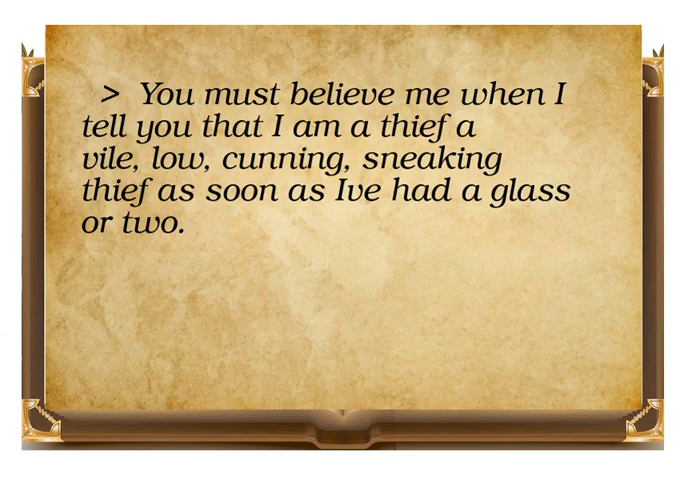 > You must believe me when I
tell you that I am a thief a
vile, low, cunning, sneaking
thief as soon as Ive had a glass
or two.